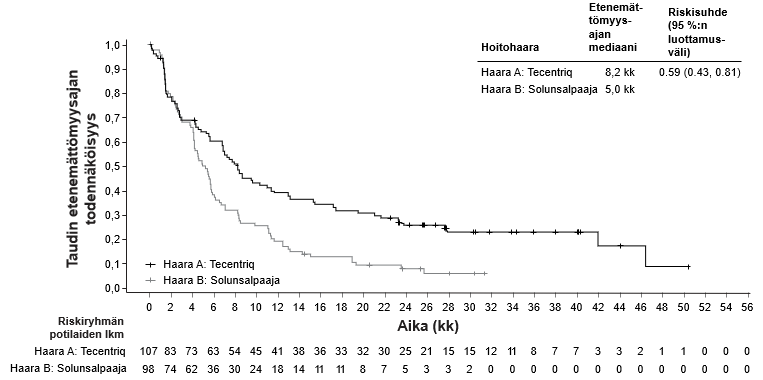 Etenemät-
tömyys-
ajan
mediaani
Riskisuhde
(95 %:n
luottamus-
väli)
Hoitohaara
Haara A: Tecentriq 8,2 kk 0.59 (0.43, 0.81)
Haara B: Solunsalpaaja 5,0 kk
Taudin etenemättömyysajan
todennäköisyys
1,0
0,9
0,8
0,7
0,6
0,5
0,4
0,3
0,2
0,1
0,0
Haara A: Tecentriq
Haara B: Solunsalpaaja
0 2 4 6 8 10 12 14 16 18 20 22 24 26 28 30 32 34 36 38 40 42 44 46 48 50 52 54 56
Aika (kk)
Riskiryhmän
potilaiden lkm
Haara A: Tecentriq 107 83 73 63 54 45 41 38 36 33 32 30 25 21 15 15 12 11 8 7 7 3 3 2 1 1 0 0 0
Haara B: Solunsalpaaja 98 74 62 36 30 24 18 14 11 11 8 7 5 3 3 2 0 0 0 0 0 0 0 0 0 0 0 0 0